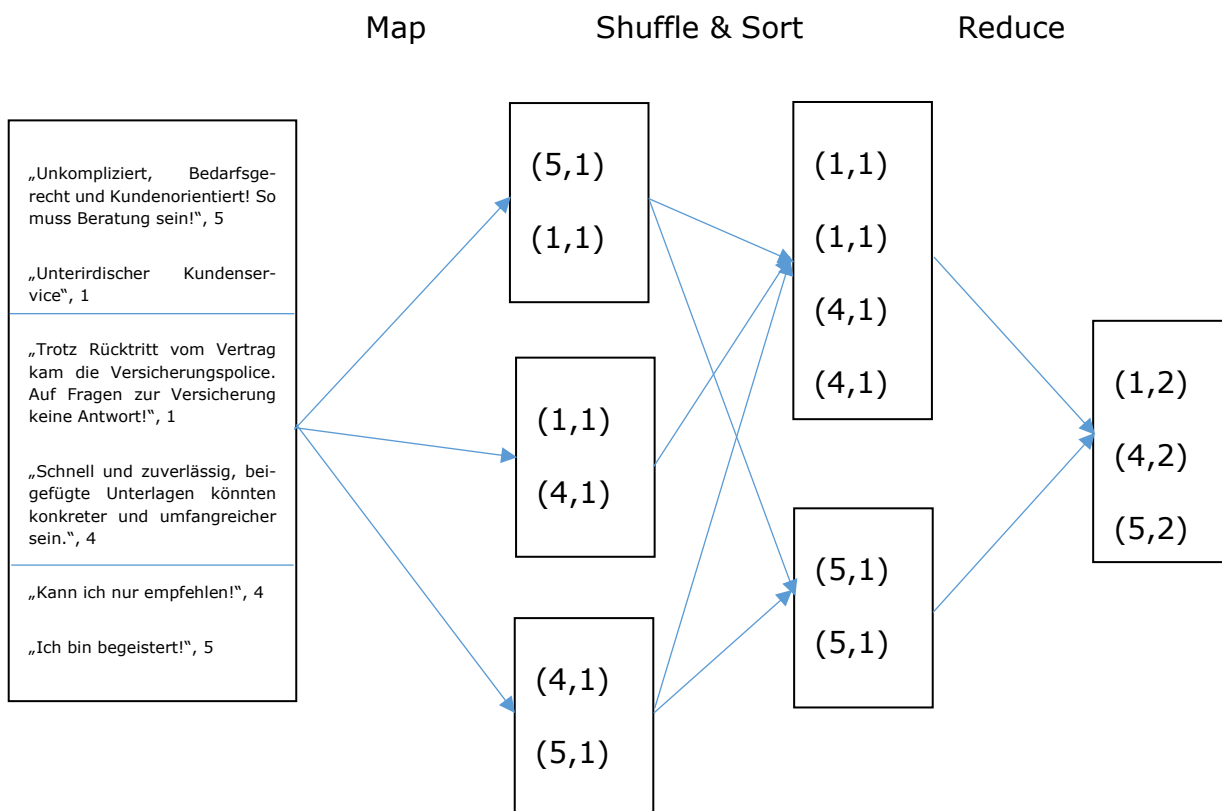 Map
Shuffle & Sort
Reduce
„Unkompliziert, Bedarfsge-
recht und Kundenorientiert! So
muss Beratung sein!“, 5
„Unterirdischer Kundenser-
vice“, 1
„Trotz Rücktritt vom Vertrag
kam die Versicherungspolice.
Auf Fragen zur Versicherung
keine Antwort!“, 1
„Schnell und zuverlässig, bei-
gefügte Unterlagen könnten
konkreter und umfangreicher
sein.“, 4
„Kann ich nur empfehlen!“, 4
„Ich bin begeistert!“, 5
(5,1)
(1,1)
(1,1)
(4,1)
(4,1)
(5,1)
(1,1)
(1,1)
(4,1)
(4,1)
(5,1)
(5,1)
(1,2)
(4,2)
(5,2)